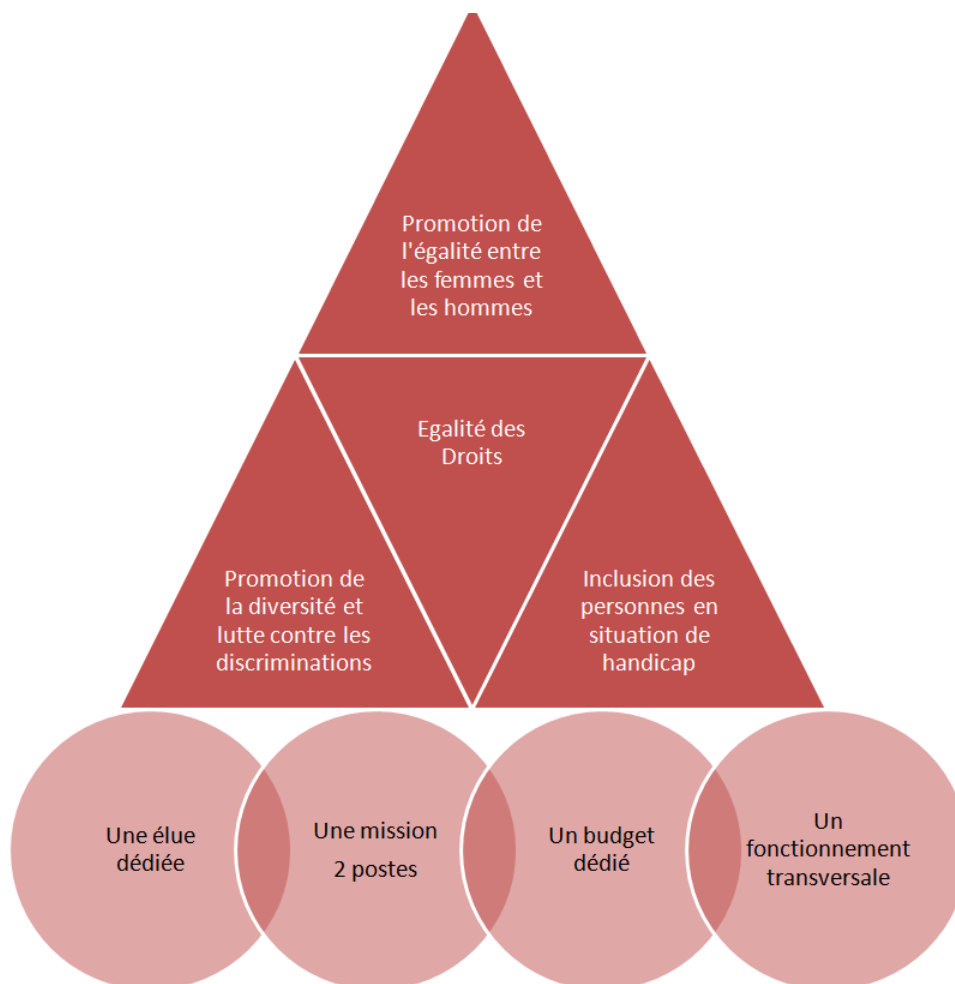 Promotion de
l'égalité entre
les femmes et
les hommes
Egalité des
Droits
Promotion de
la diversité et
lutte contre les
discriminations
Inclusion des
personnes en
situation de
handicap
Une élue
dédiée
Une mission
2 postes
Un budget
dédié
Un
fonctionnement
transversale